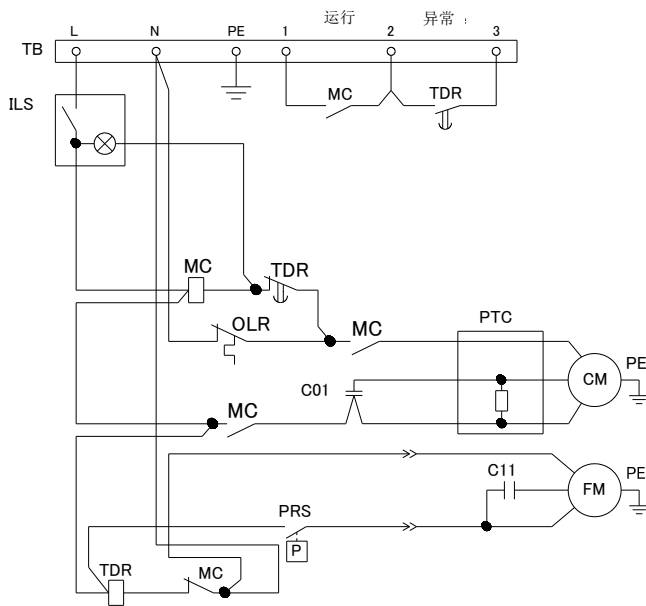 运行 异常：
L N PE 1 2 3
TB
MC TDR
ILS
MC TDR
OLR MC PTC
PE
CM
C01
MC
C11 PE
FM
PRS
P
TDR MC